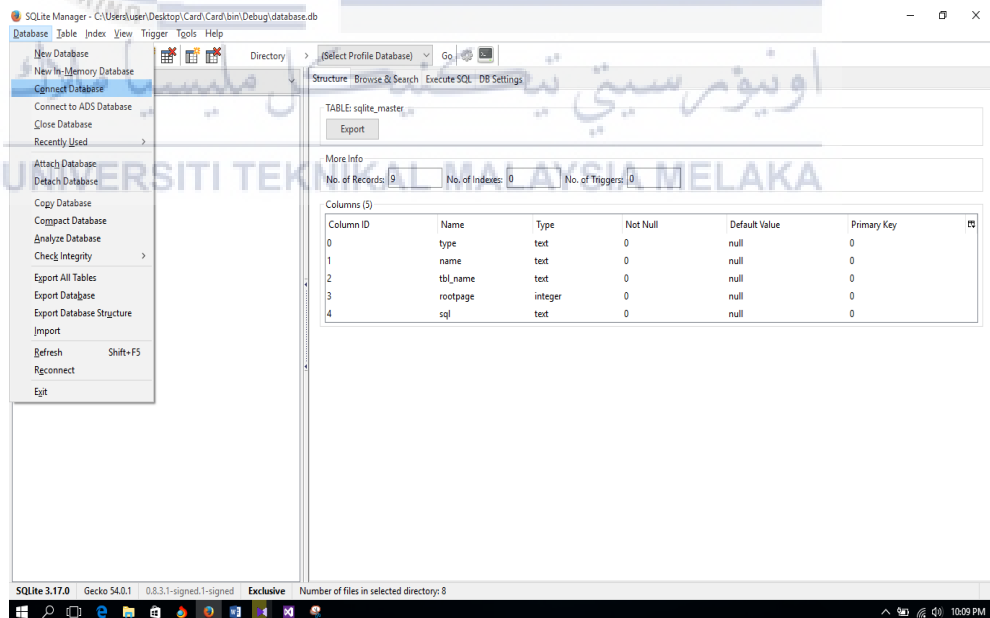 SQLite Manager - C:\Users\user\Desktop\Card\Card\bin\Debug\database.db
Database Table Index View Trigger Tools Help
Directory > (Select Profile Database) Go
New Database
New In-Memory Database
Connect Database
Connect to ADS Database
Close Database
Recently Used >
Attach Database
Detach Database
Copy Database
Compact Database
Analyze Database
Check Integrity >
Export All Tables
Export Database
Export Database Structure
Import
Refresh Shift+F5
Reconnect
Exit
Structure Browse & Search Execute SQL DB Settings
TABLE: sqlite_master
Export
More Info
No. of Records: 9 No. of Indexes: 0 No. of Triggers: 0
Columns (5)
Column ID Name Type Not Null Default Value Primary Key
0 type text 0 null 0
1 name text 0 null 0
2 tbl_name text 0 null 0
3 rootpage integer 0 null 0
4 sql text 0 null 0
اونيۏرسيتي تيكنيكل مليسيا ملاك
UNIVERSITI TEKNIKAL MALAYSIA MELAKA
SQLite 3.17.0 Gecko 54.0.1 0.8.3.1-signed.1-signed Exclusive Number of files in selected directory: 8
10:09 PM